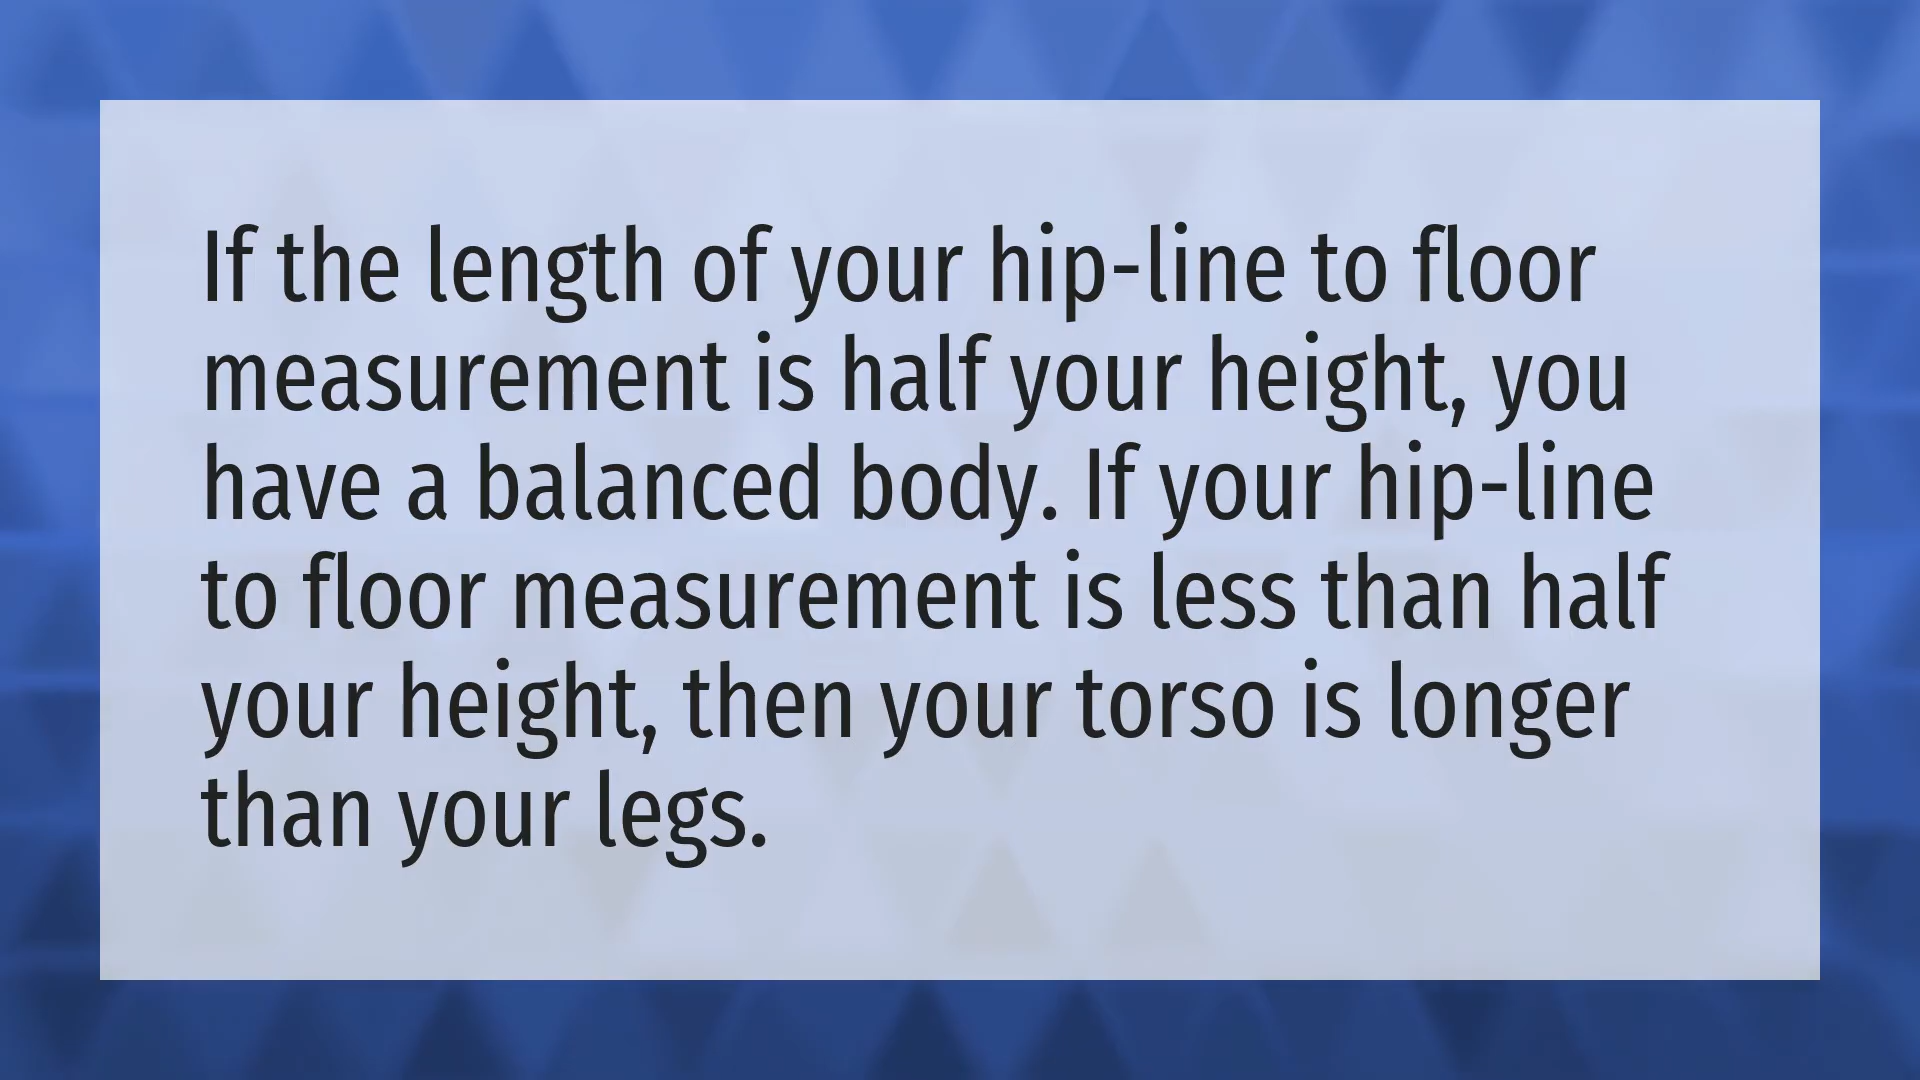 If the length of your hip-line to floor
measurement is half your height, you
have a balanced body. If your hip-line
to floor measurement is less than half
your height, then your torso is longer
than your legs.